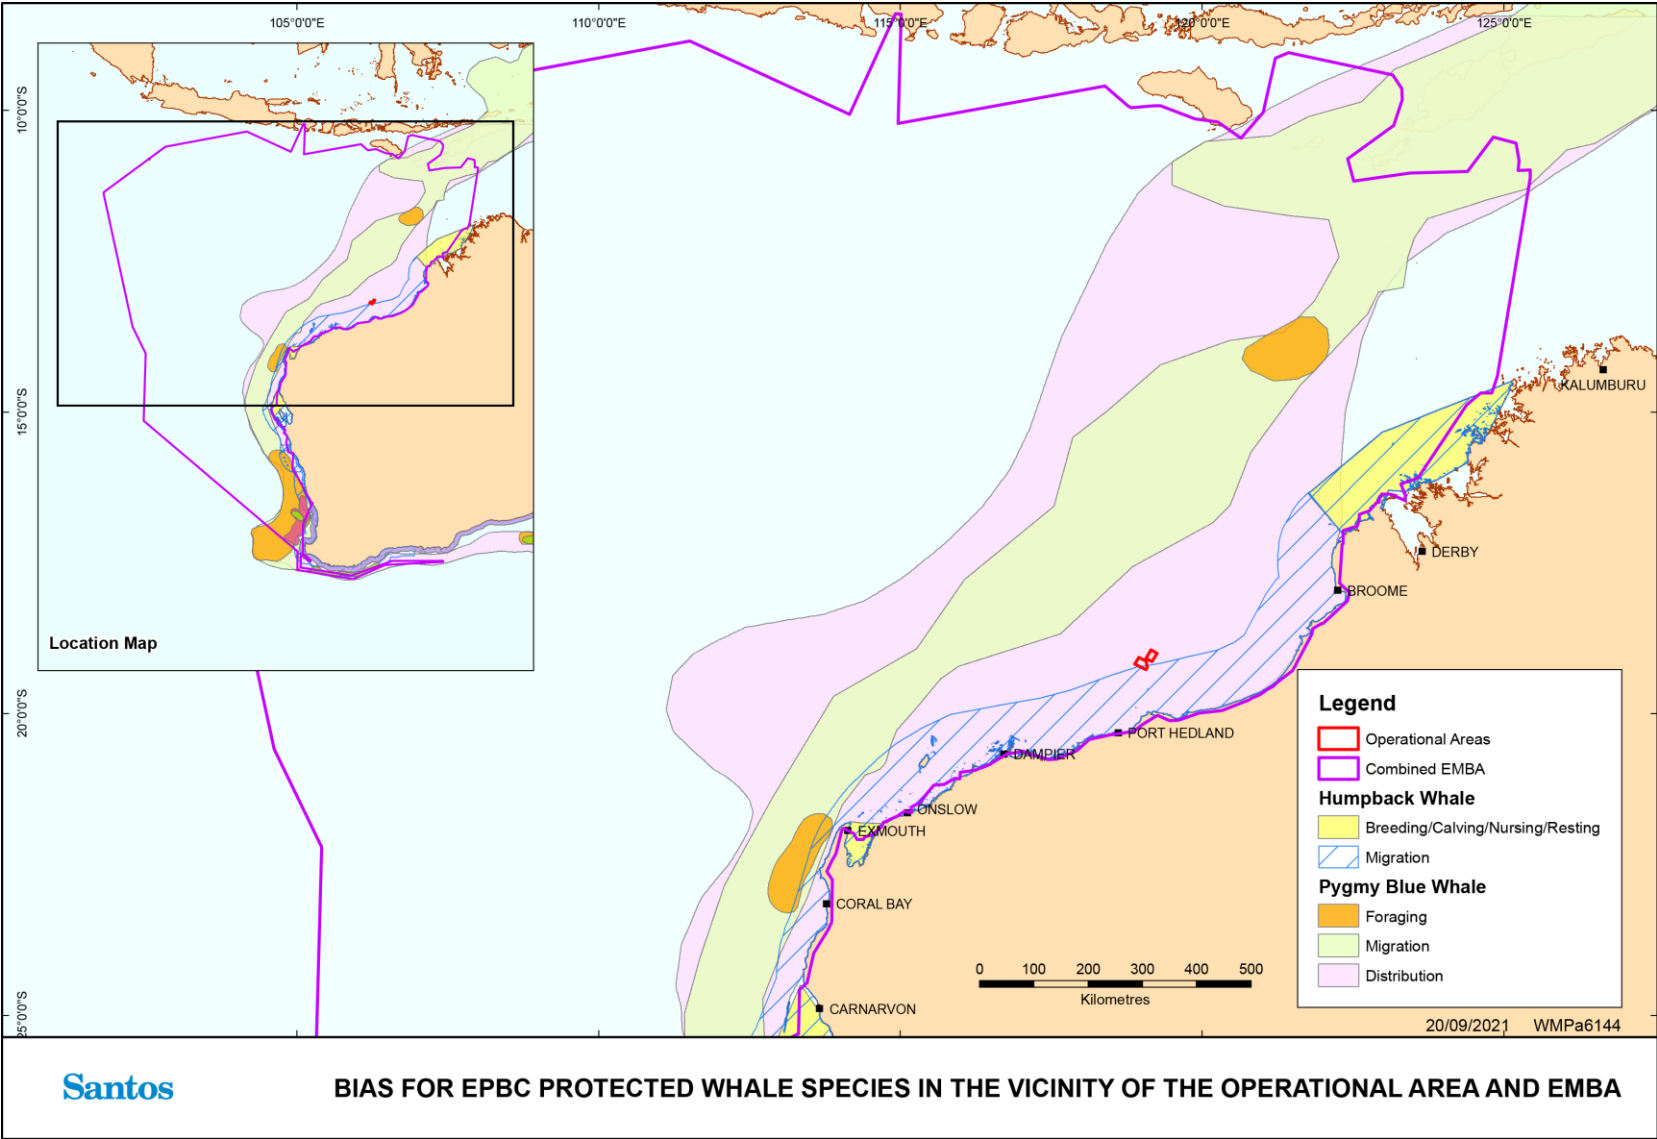 105°0'0"E
110°0'0"E
115°0'0"E
120°0'0"E
125°0'0"E
10°0'0"S
15°0'0"S
20°0'0"S
25°0'0"S
Location Map
KALUMBURU
DERBY
BROOME
PORT HEDLAND
DAMPIER
ONSLOW
EXMOUTH
CORAL BAY
CARNARVON
Legend
Operational Areas
Combined EMBA
Humpback Whale
Breeding/Calving/Nursing/Resting
Migration
Pygmy Blue Whale
Foraging
Migration
Distribution
0 100 200 300 400 500
Kilometres
20/09/2021 WMPa6144
Santos
BIAS FOR EPBC PROTECTED WHALE SPECIES IN THE VICINITY OF THE OPERATIONAL AREA AND EMBA